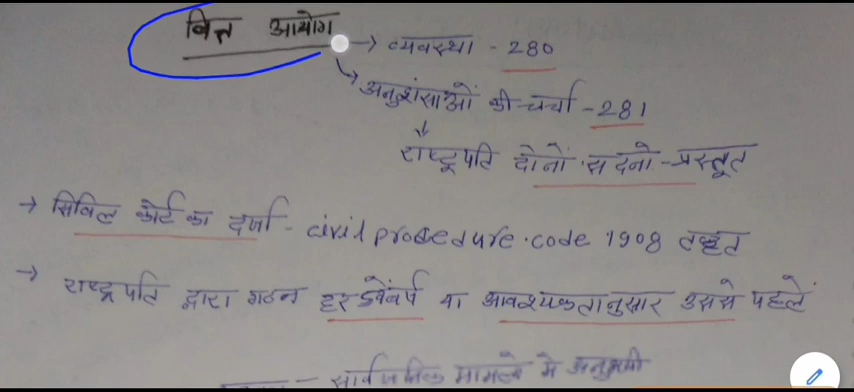 वित्त आयोग
→ व्यवस्था - 280
↳ अनुशंसाओं की चर्चा - 281
राष्ट्रपति दोनों सदनो - प्रस्तूत
→ सिविल कोर्ट का दर्जा - civil procedure code 1908 तहत
→ राष्ट्रपति द्वारा गठन हर 5वें वर्ष या आवश्यकतानुसार उससे पहले
- सार्वजनिक मामले मे अनुभवी